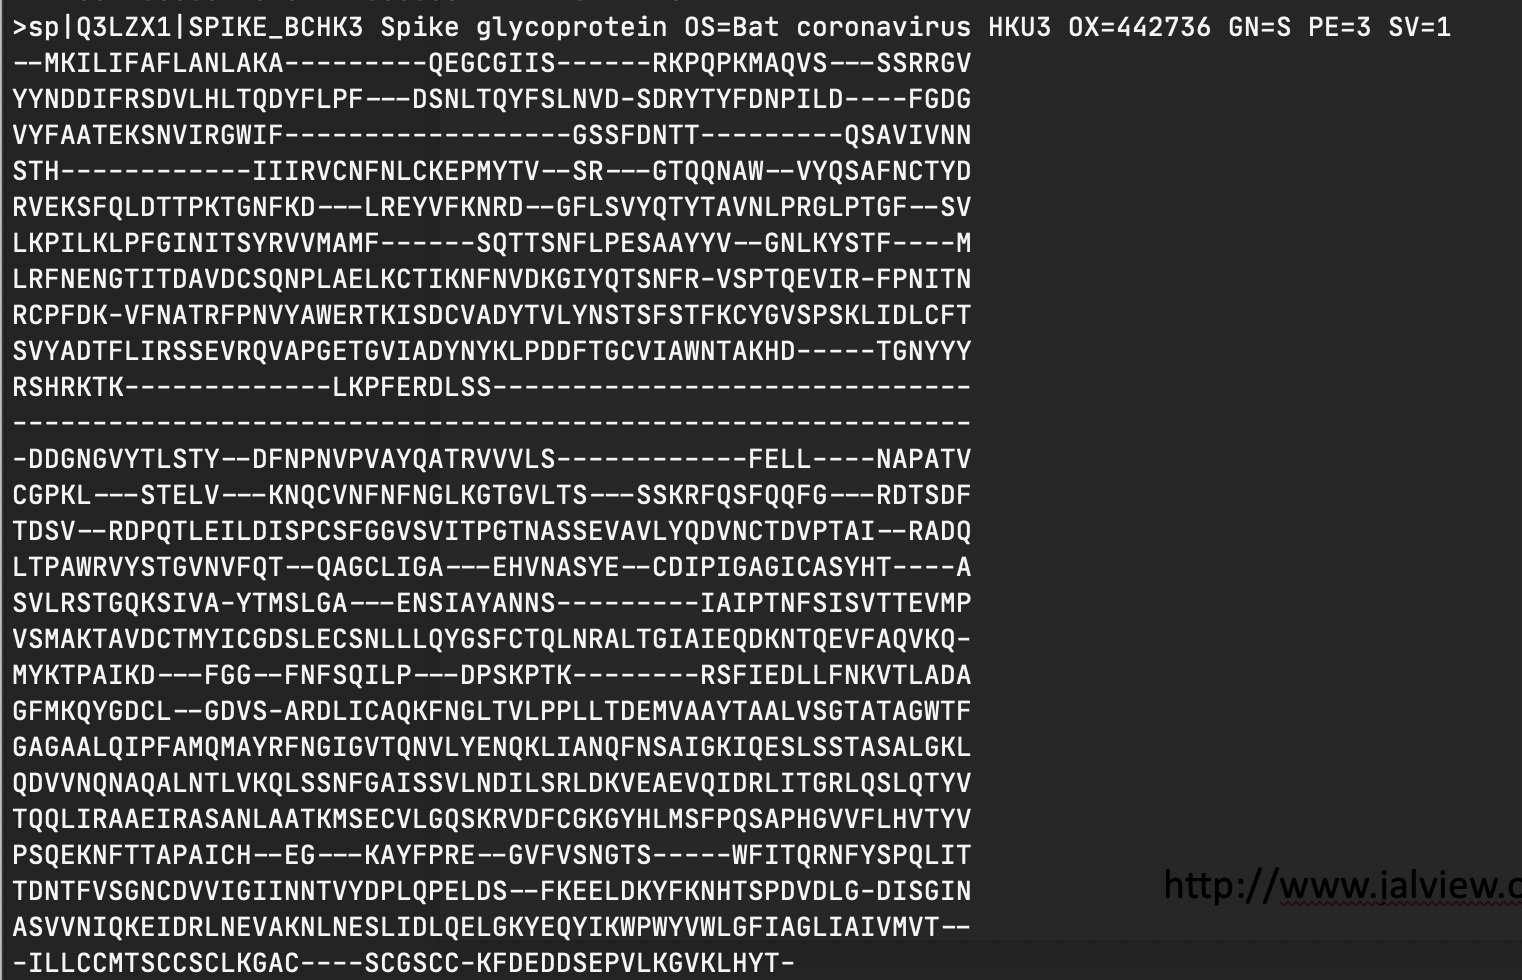 >sp|Q3LZX1|SPIKE_BCHK3 Spike glycoprotein OS=Bat coronavirus HKU3 OX=442736 GN=S PE=3 SV=1
--MKILIFAFLANLAKA---------QEGCGIIS------RKPQPKMAQVS---SSRRGV
YYNDDIFRSDVLHLTQDYFLPF---DSNLTQYFSLNVD-SDRYTYFDNPILD----FGDG
VYFAATEKSNVIRGWIF------------------GSSFDNTT---------QSAVIVNN
STH------------IIIRVCNFNLCKEPMYTV--SR---GTQQNAW--VYQSAFNCTYD
RVEKSFQLDTTPKTGNFKD---LREYVFKNRD--GFLSVYQTYTAVNLPRGLPTGF--SV
LKPILKLPFGINITSYRVVMAMF------SQTTSNFLPESAAYYV--GNLKYSTF----M
LRFNENGTITDAVDCSQNPLAELKCTIKNFNVDKGIYQTSNFR-VSPTQEVIR-FPNITN
RCPFDK-VFNATRFPNVYAWERTKISDCVADYTVLYNSTSFSTFKCYGVSPSKLIDLCFT
SVYADTFLIRSSEVRQVAPGETGVIADYNYKLPDDFTGCVIAWNTAKHD-----TGNYYY
RSHRKTK-------------LKPFERDLSS------------------------------
------------------------------------------------------------
-DDGNGVYTLSTY--DFNPNVPVAYQATRVVVLS------------FELL----NAPATV
CGPKL---STELV---KNQCVNFNFNGLKGTGVLTS---SSKRFQSFQQFG---RDTSDF
TDSV--RDPQTLEILDISPCSFGGVSVITPGTNASSEVAVLYQDVNCTDVPTAI--RADQ
LTPAWRVYSTGVNVFQT--QAGCLIGA---EHVNASYE--CDIPIGAGICASYHT----A
SVLRSTGQKSIVA-YTMSLGA---ENSIAYANNS---------IAIPTNFSISVTTEVMP
VSMAKTAVDCTMYICGDSLECSNLLLQYGSFCTQLNRALTGIAIEQDKNTQEVFAQVKQ-
MYKTPAIKD---FGG--FNFSQILP---DPSKPTK--------RSFIEDLLFNKVTLADA
GFMKQYGDCL--GDVS-ARDLICAQKFNGLTVLPPLLTDEMVAAYTAALVSGTATAGWTF
GAGAALQIPFAMQMAYRFNGIGVTQNVLYENQKLIANQFNSAIGKIQESLSSTASALGKL
QDVVNQNAQALNTLVKQLSSNFGAISSVLNDILSRLDKVEAEVQIDRLITGRLQSLQTYV
TQQLIRAAEIRASANLAATKMSECVLGQSKRVDFCGKGYHLMSFPQSAPHGVVFLHVTYV
PSQEKNFTTAPAICH--EG---KAYFPRE--GVFVSNGTS-----WFITQRNFYSPQLIT
TDNTFVSGNCDVVIGIINNTVYDPLQPELDS--FKEELDKYFKNHTSPDVDLG-DISGIN
ASVVNIQKEIDRLNEVAKNLNESLIDLQELGKYEQYIKWPWYVWLGFIAGLIAIVMVT--
-ILLCCMTSCCSCLKGAC----SCGSCC-KFDEDDSEPVLKGVKLHYT-
http://www.jalview.c